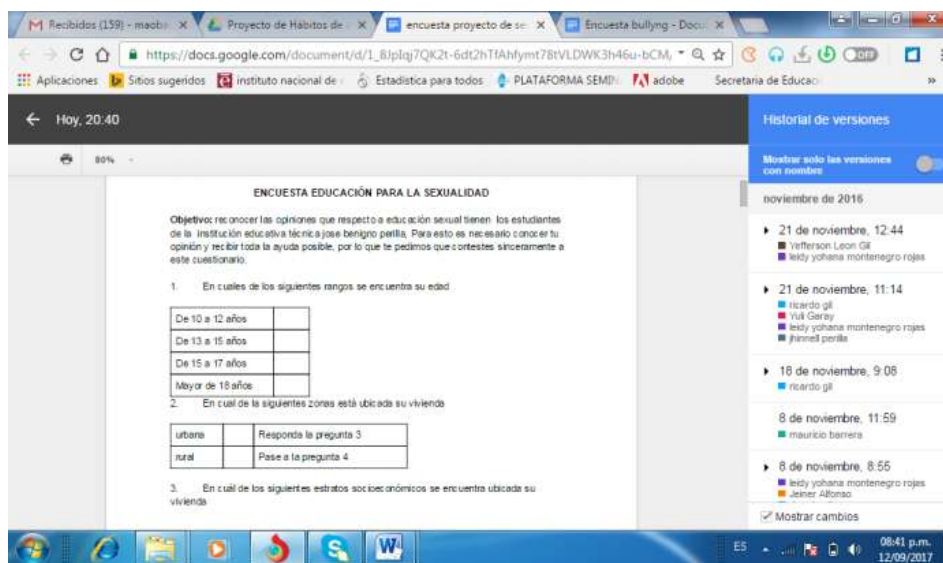 Recibidos (159) - maob
Proyecto de Hábitos de
encuesta proyecto de se
Encuesta bullyng - Docu
https://docs.google.com/document/d/1_8Jplqj7QK2t-6dt2hTfAhfymt78tVLDWK3h46u-bCM,
Aplicaciones
Sitios sugeridos
instituto nacional de
Estadistica para todos
PLATAFORMA SEMIN
adobe
Secretaria de Educac
»
Hoy, 20:40
80%
ENCUESTA EDUCACIÓN PARA LA SEXUALIDAD
Objetivo: reconocer las opiniones que respecto a educación sexual tienen los estudiantes
de la institución educativa técnica jose benigno perilla, Para esto es necesario conocer tu
opinión y recibir toda la ayuda posible, por lo que te pedimos que contestes sinceramente a
este cuestionario.
1. En cuales de los siguientes rangos se encuentra su edad
De 10 a 12 años
De 13 a 15 años
De 15 a 17 años
Mayor de 18 años
2. En cual de la siguientes zonas está ubicada su vivienda
urbana Responda la pregunta 3
rural Pase a la pregunta 4
3. En cuál de los siguientes estratos socioeconómicos se encuentra ubicada su
vivienda
Historial de versiones
Mostrar solo las versiones
con nombre
noviembre de 2016
21 de noviembre, 12:44
Yefferson Leon Gil
leidy yohana montenegro rojas
21 de noviembre, 11:14
ricardo gil
Yuli Garay
leidy yohana montenegro rojas
jhinnell perilla
18 de noviembre, 9:08
ricardo gil
8 de noviembre, 11:59
mauricio barrera
8 de noviembre, 8:55
leidy yohana montenegro rojas
Jeiner Alfonso
Mostrar cambios
ES
08:41 p.m.
12/09/2017